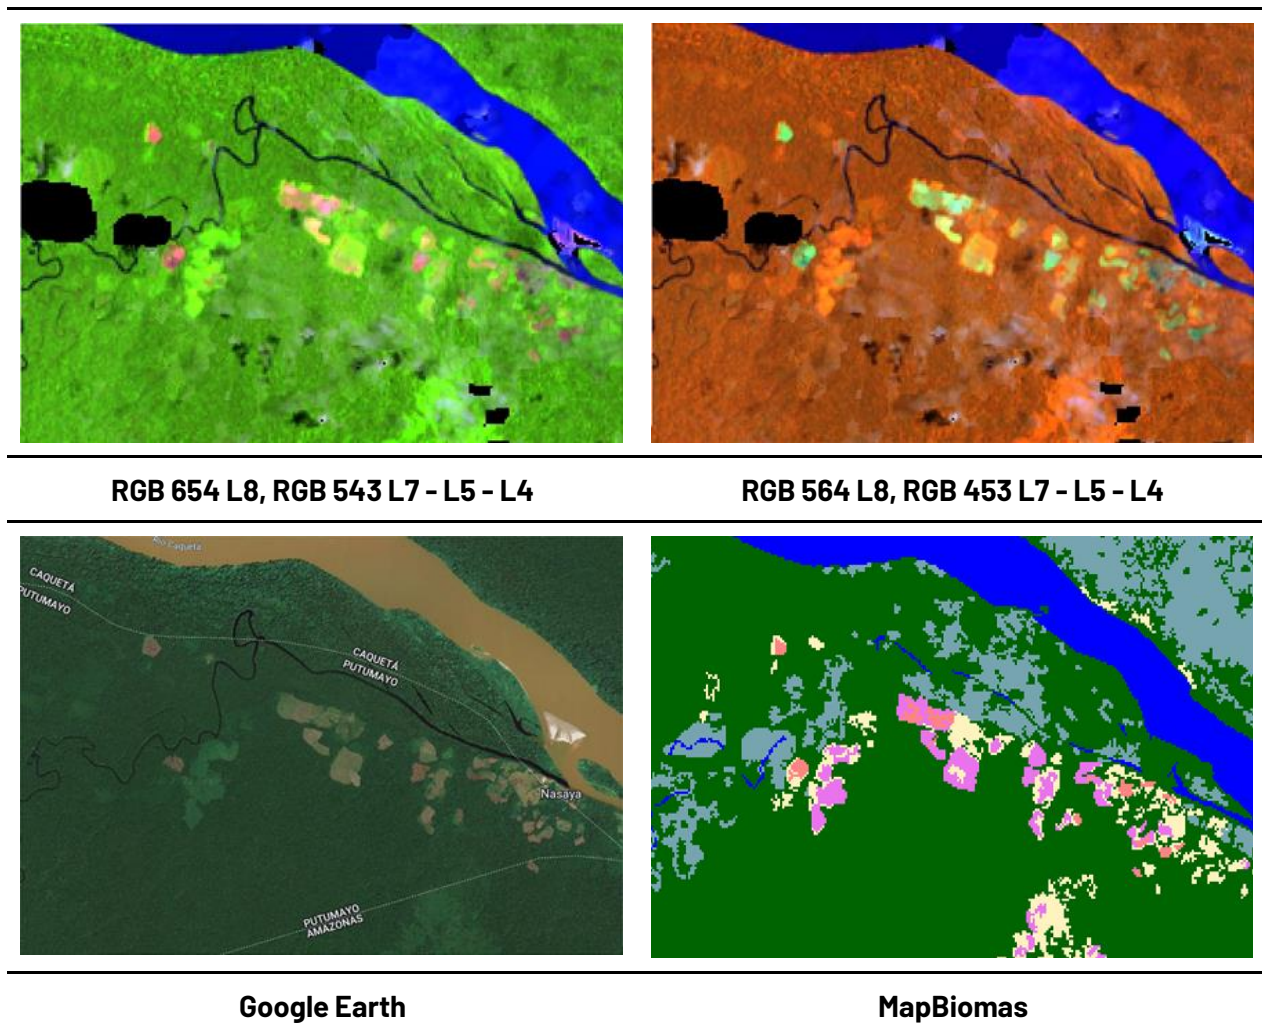 RGB 654 L8, RGB 543 L7 - L5 - L4
RGB 564 L8, RGB 453 L7 - L5 - L4
Rio Caquetá
CAQUETÁ
PUTUMAYO
CAQUETÁ
PUTUMAYO
Nasaya
PUTUMAYO
AMAZONAS
Google Earth
MapBiomas